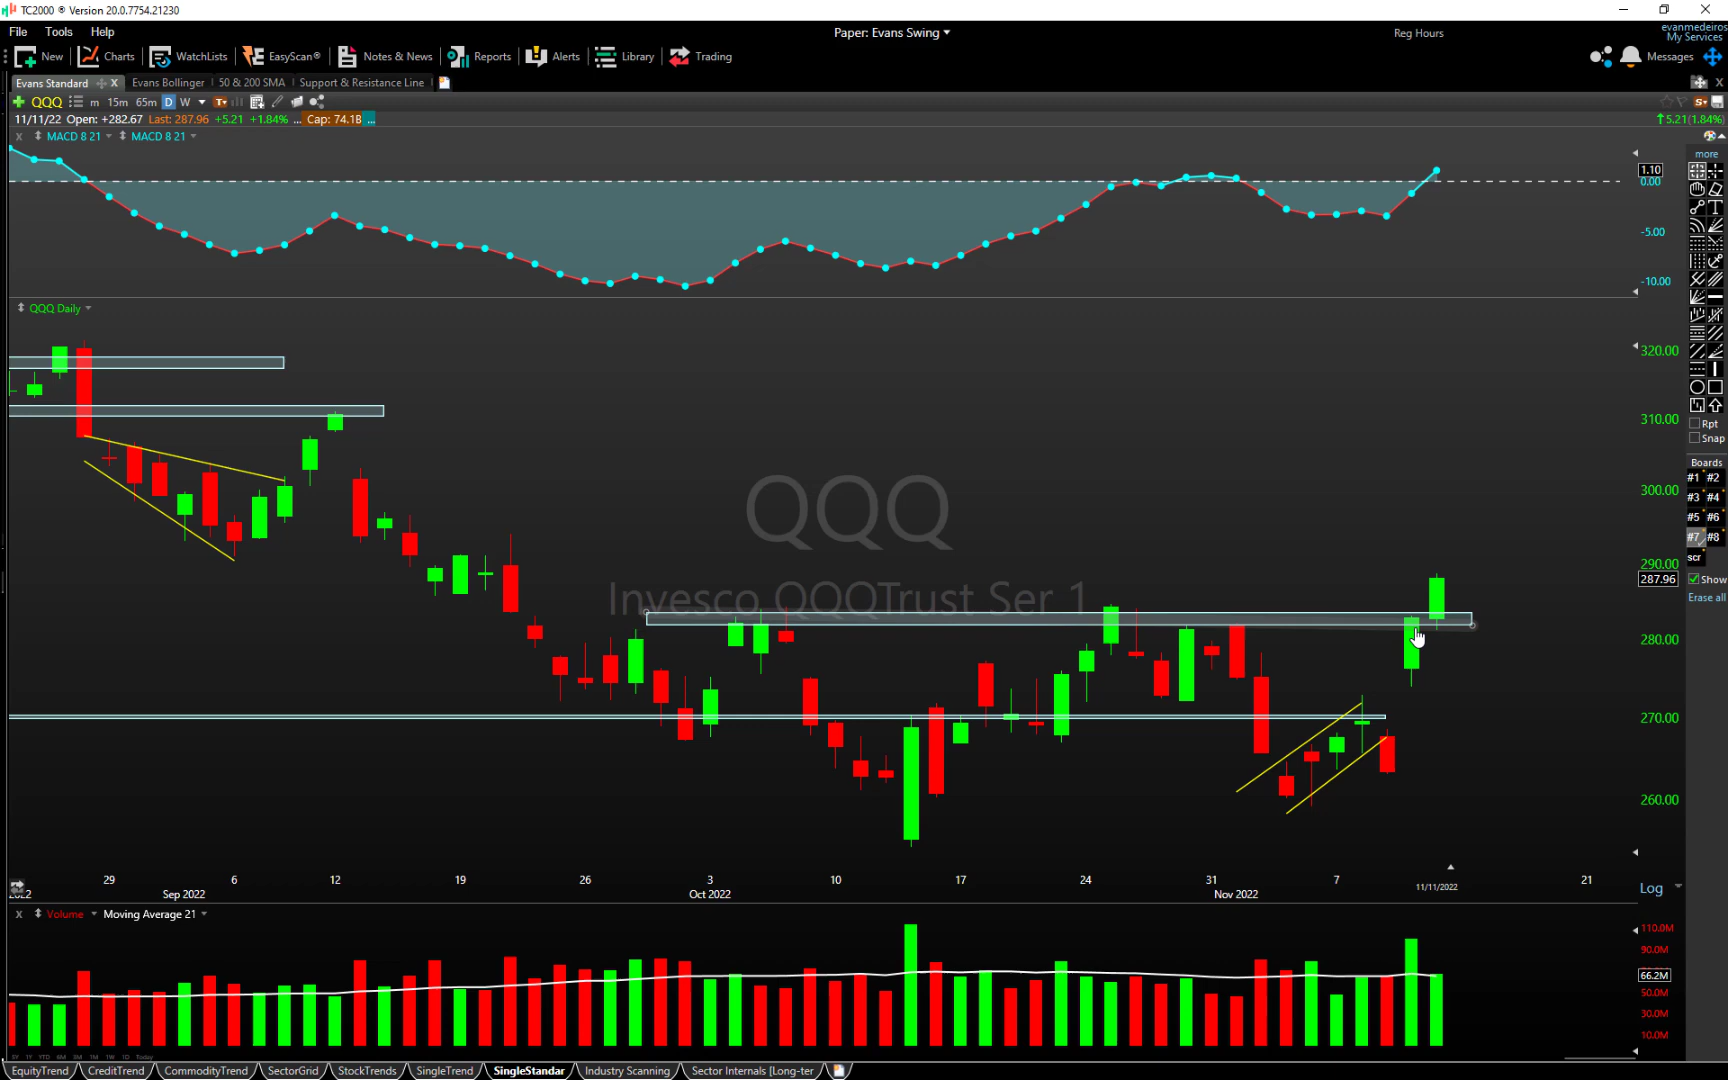 TC2000 ® Version 20.0.7754.21230
File Tools Help
Paper: Evans Swing
Reg Hours
evanmedeiros
My Services
New Charts WatchLists EasyScan® Notes & News Reports Alerts Library Trading
Messages
Evans Standard X Evans Bollinger 50 & 200 SMA Support & Resistance Line
QQQ m 15m 65m D W
11/11/22 Open: +282.67 Last: 287.96 +5.21 +1.84% ... Cap: 74.1B ...
5.21(1.84%)
X MACD 8 21 MACD 8 21
more
1.10
0.00
-5.00
-10.00
QQQ Daily
320.00
310.00
300.00
290.00
287.96
280.00
270.00
260.00
QQQ
Invesco QQQTrust Ser 1
Rpt
Snap
Boards
#1 #2
#3 #4
#5 #6
#7 #8
scr
Show
Erase all
29 6 12 19 26 3 10 17 24 31 7 11/11/2022 21
Sep 2022 Oct 2022 Nov 2022
Log
X Volume Moving Average 21
110.0M
90.0M
66.2M
50.0M
30.0M
10.0M
EquityTrend CreditTrend CommodityTrend SectorGrid StockTrends SingleTrend SingleStandar Industry Scanning Sector Internals [Long-ter